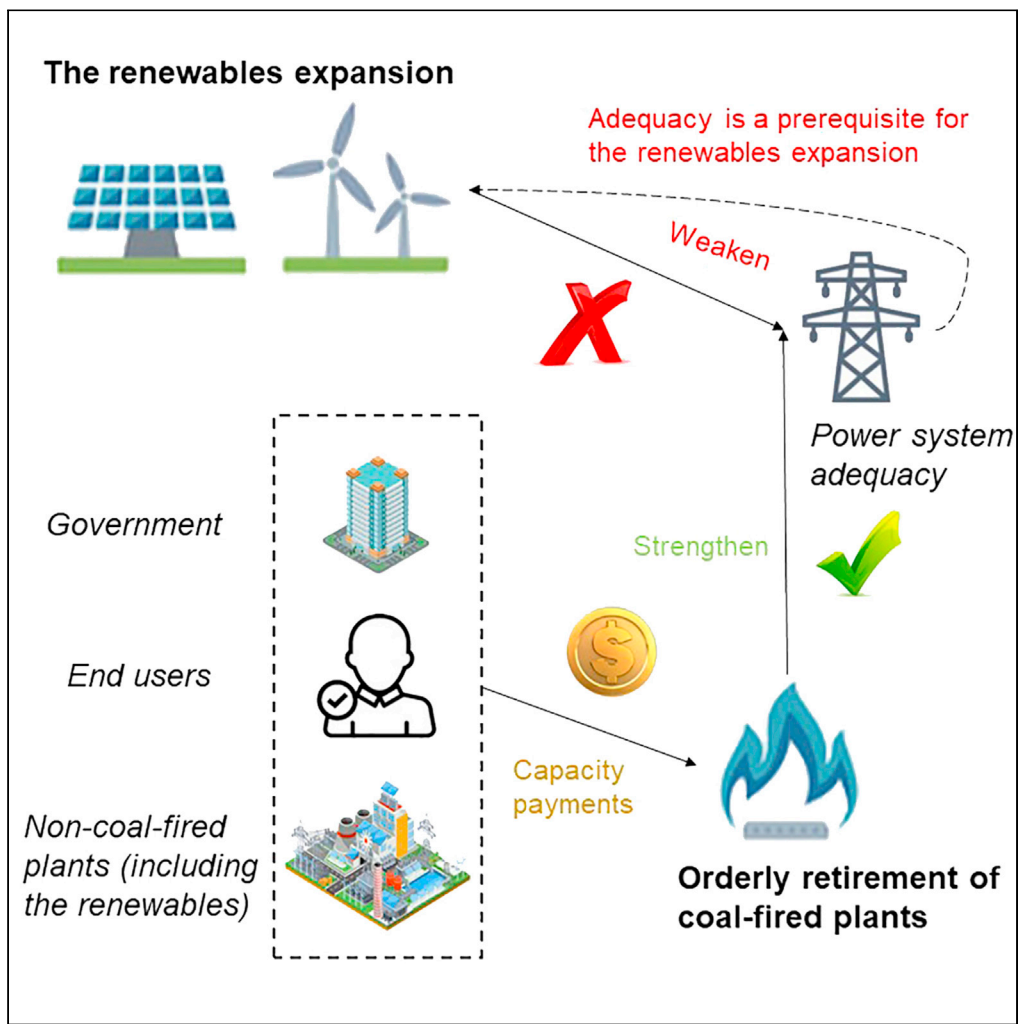 The renewables expansion
Adequacy is a prerequisite for
the renewables expansion
Weaken
Power system
adequacy
Government
Strengthen
End users
$
Capacity
payments
Non-coal-fired
plants (including
the renewables)
Orderly retirement of
coal-fired plants